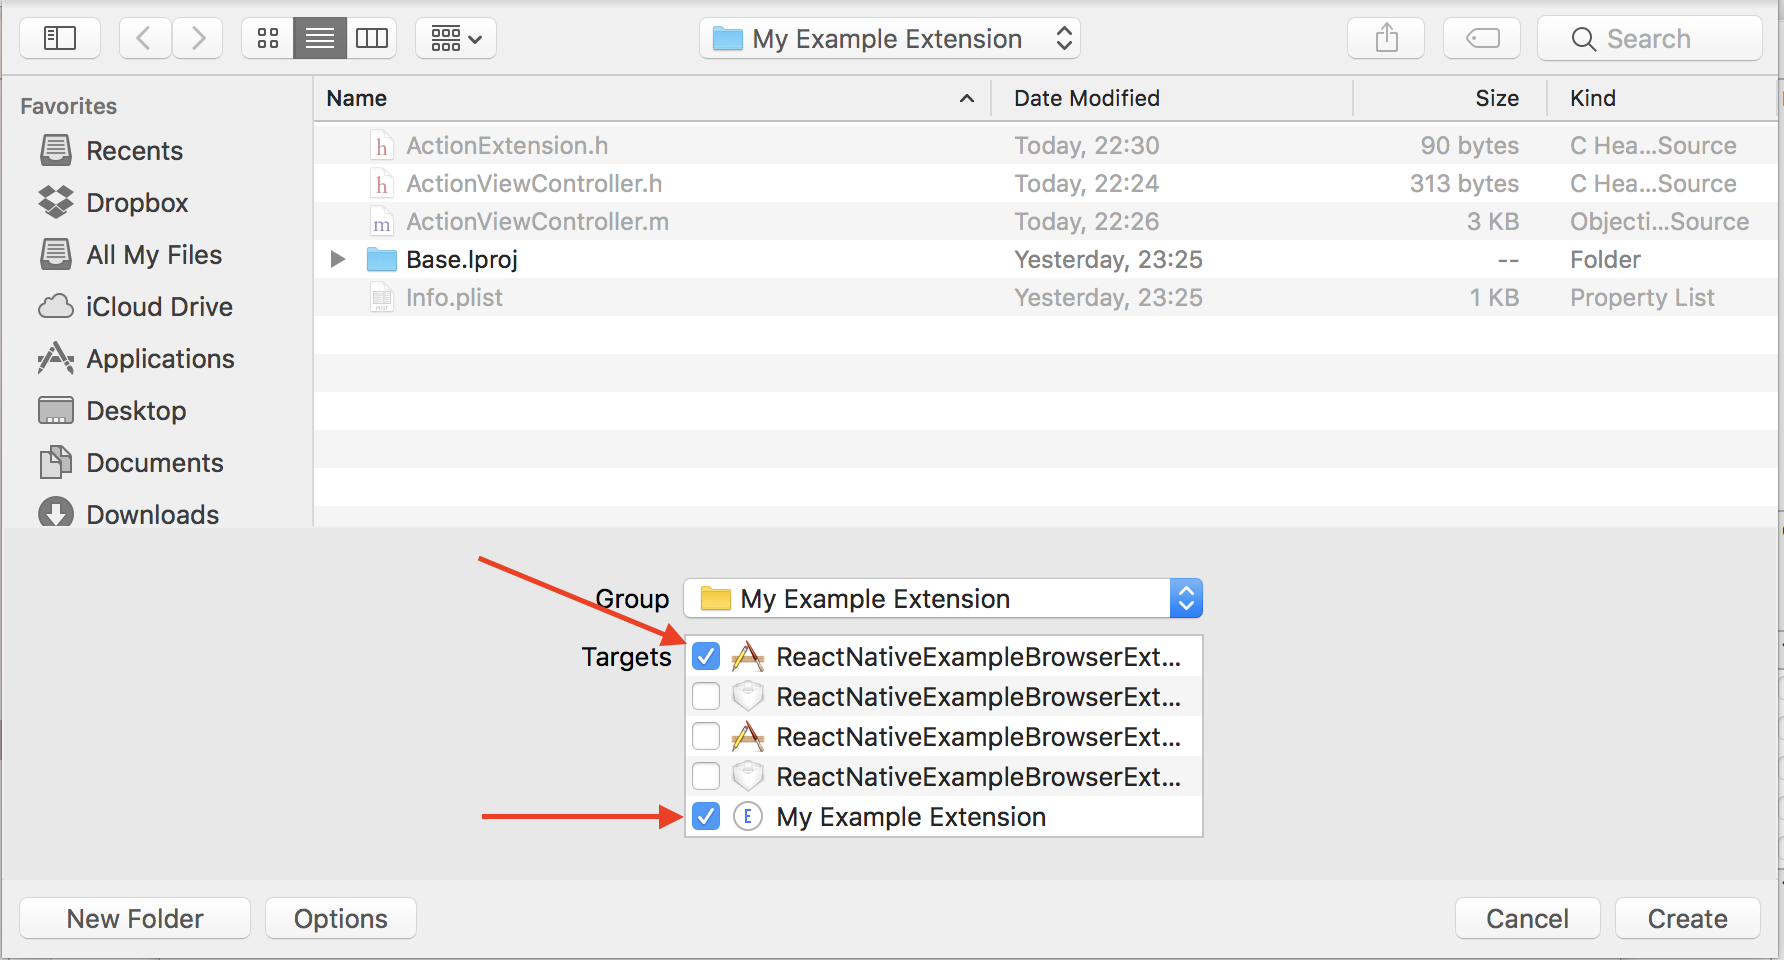 My Example Extension
Search
Favorites
Recents
Dropbox
All My Files
iCloud Drive
Applications
Desktop
Documents
Downloads
Name Date Modified Size Kind
h ActionExtension.h Today, 22:30 90 bytes C Hea...Source
h ActionViewController.h Today, 22:24 313 bytes C Hea...Source
m ActionViewController.m Today, 22:26 3 KB Objecti...Source
Base.lproj Yesterday, 23:25 -- Folder
Info.plist Yesterday, 23:25 1 KB Property List
Group My Example Extension
Targets ReactNativeExampleBrowserExt...
ReactNativeExampleBrowserExt...
ReactNativeExampleBrowserExt...
ReactNativeExampleBrowserExt...
E My Example Extension
New Folder Options Cancel Create